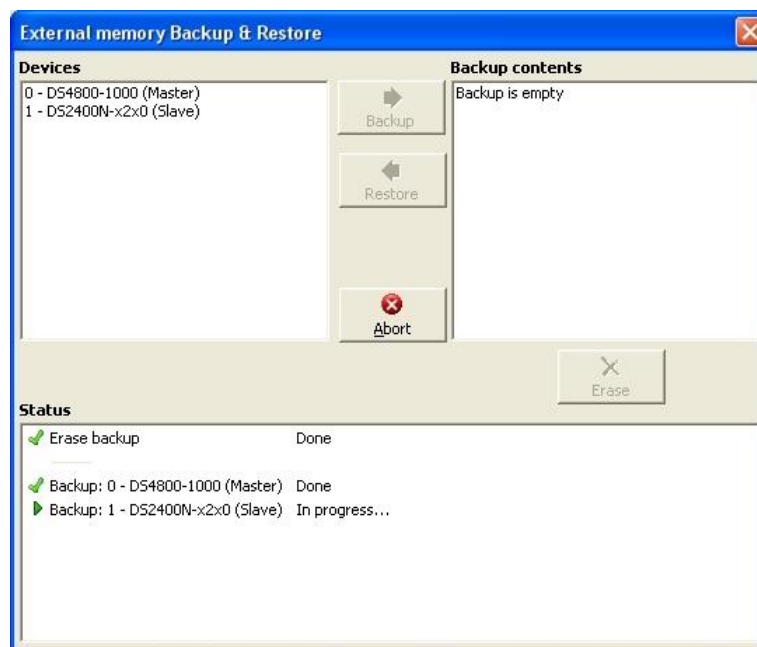 External memory Backup & Restore
Devices
0 - DS4800-1000 (Master)
1 - DS2400N-x2x0 (Slave)
Backup
Restore
Abort
Backup contents
Backup is empty
Erase
Status
Erase backup Done
Backup: 0 - DS4800-1000 (Master) Done
Backup: 1 - DS2400N-x2x0 (Slave) In progress...